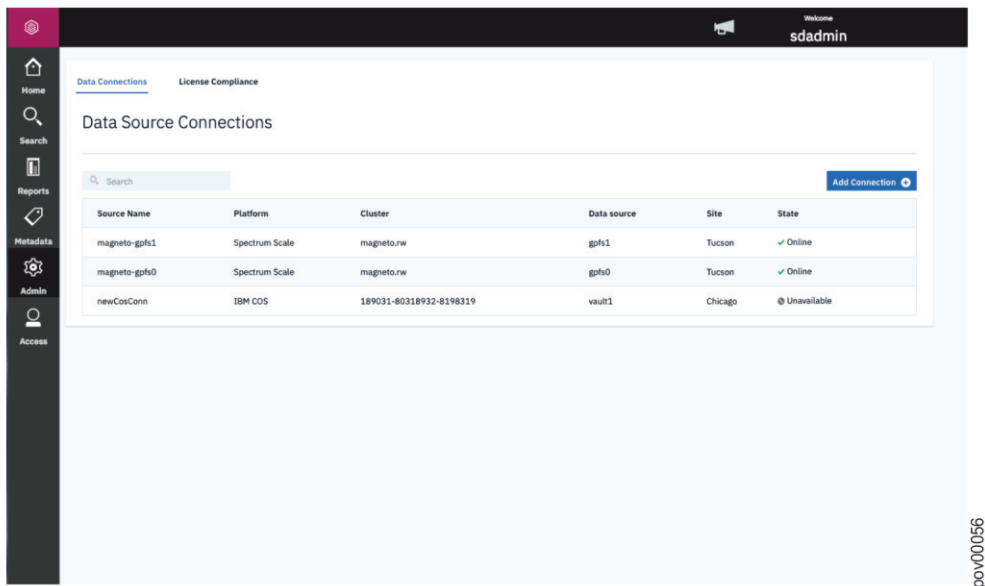 Welcome
sdadmin
Home
Search
Reports
Metadata
Admin
Access
Data Connections License Compliance
Data Source Connections
Search
Add Connection
Source Name Platform Cluster Data source Site State
magneto-gpfs1 Spectrum Scale magneto.rw gpfs1 Tucson Online
magneto-gpfs0 Spectrum Scale magneto.rw gpfs0 Tucson Online
newCosConn IBM COS 189031-80318932-8198319 vault1 Chicago Unavailable
bov00056